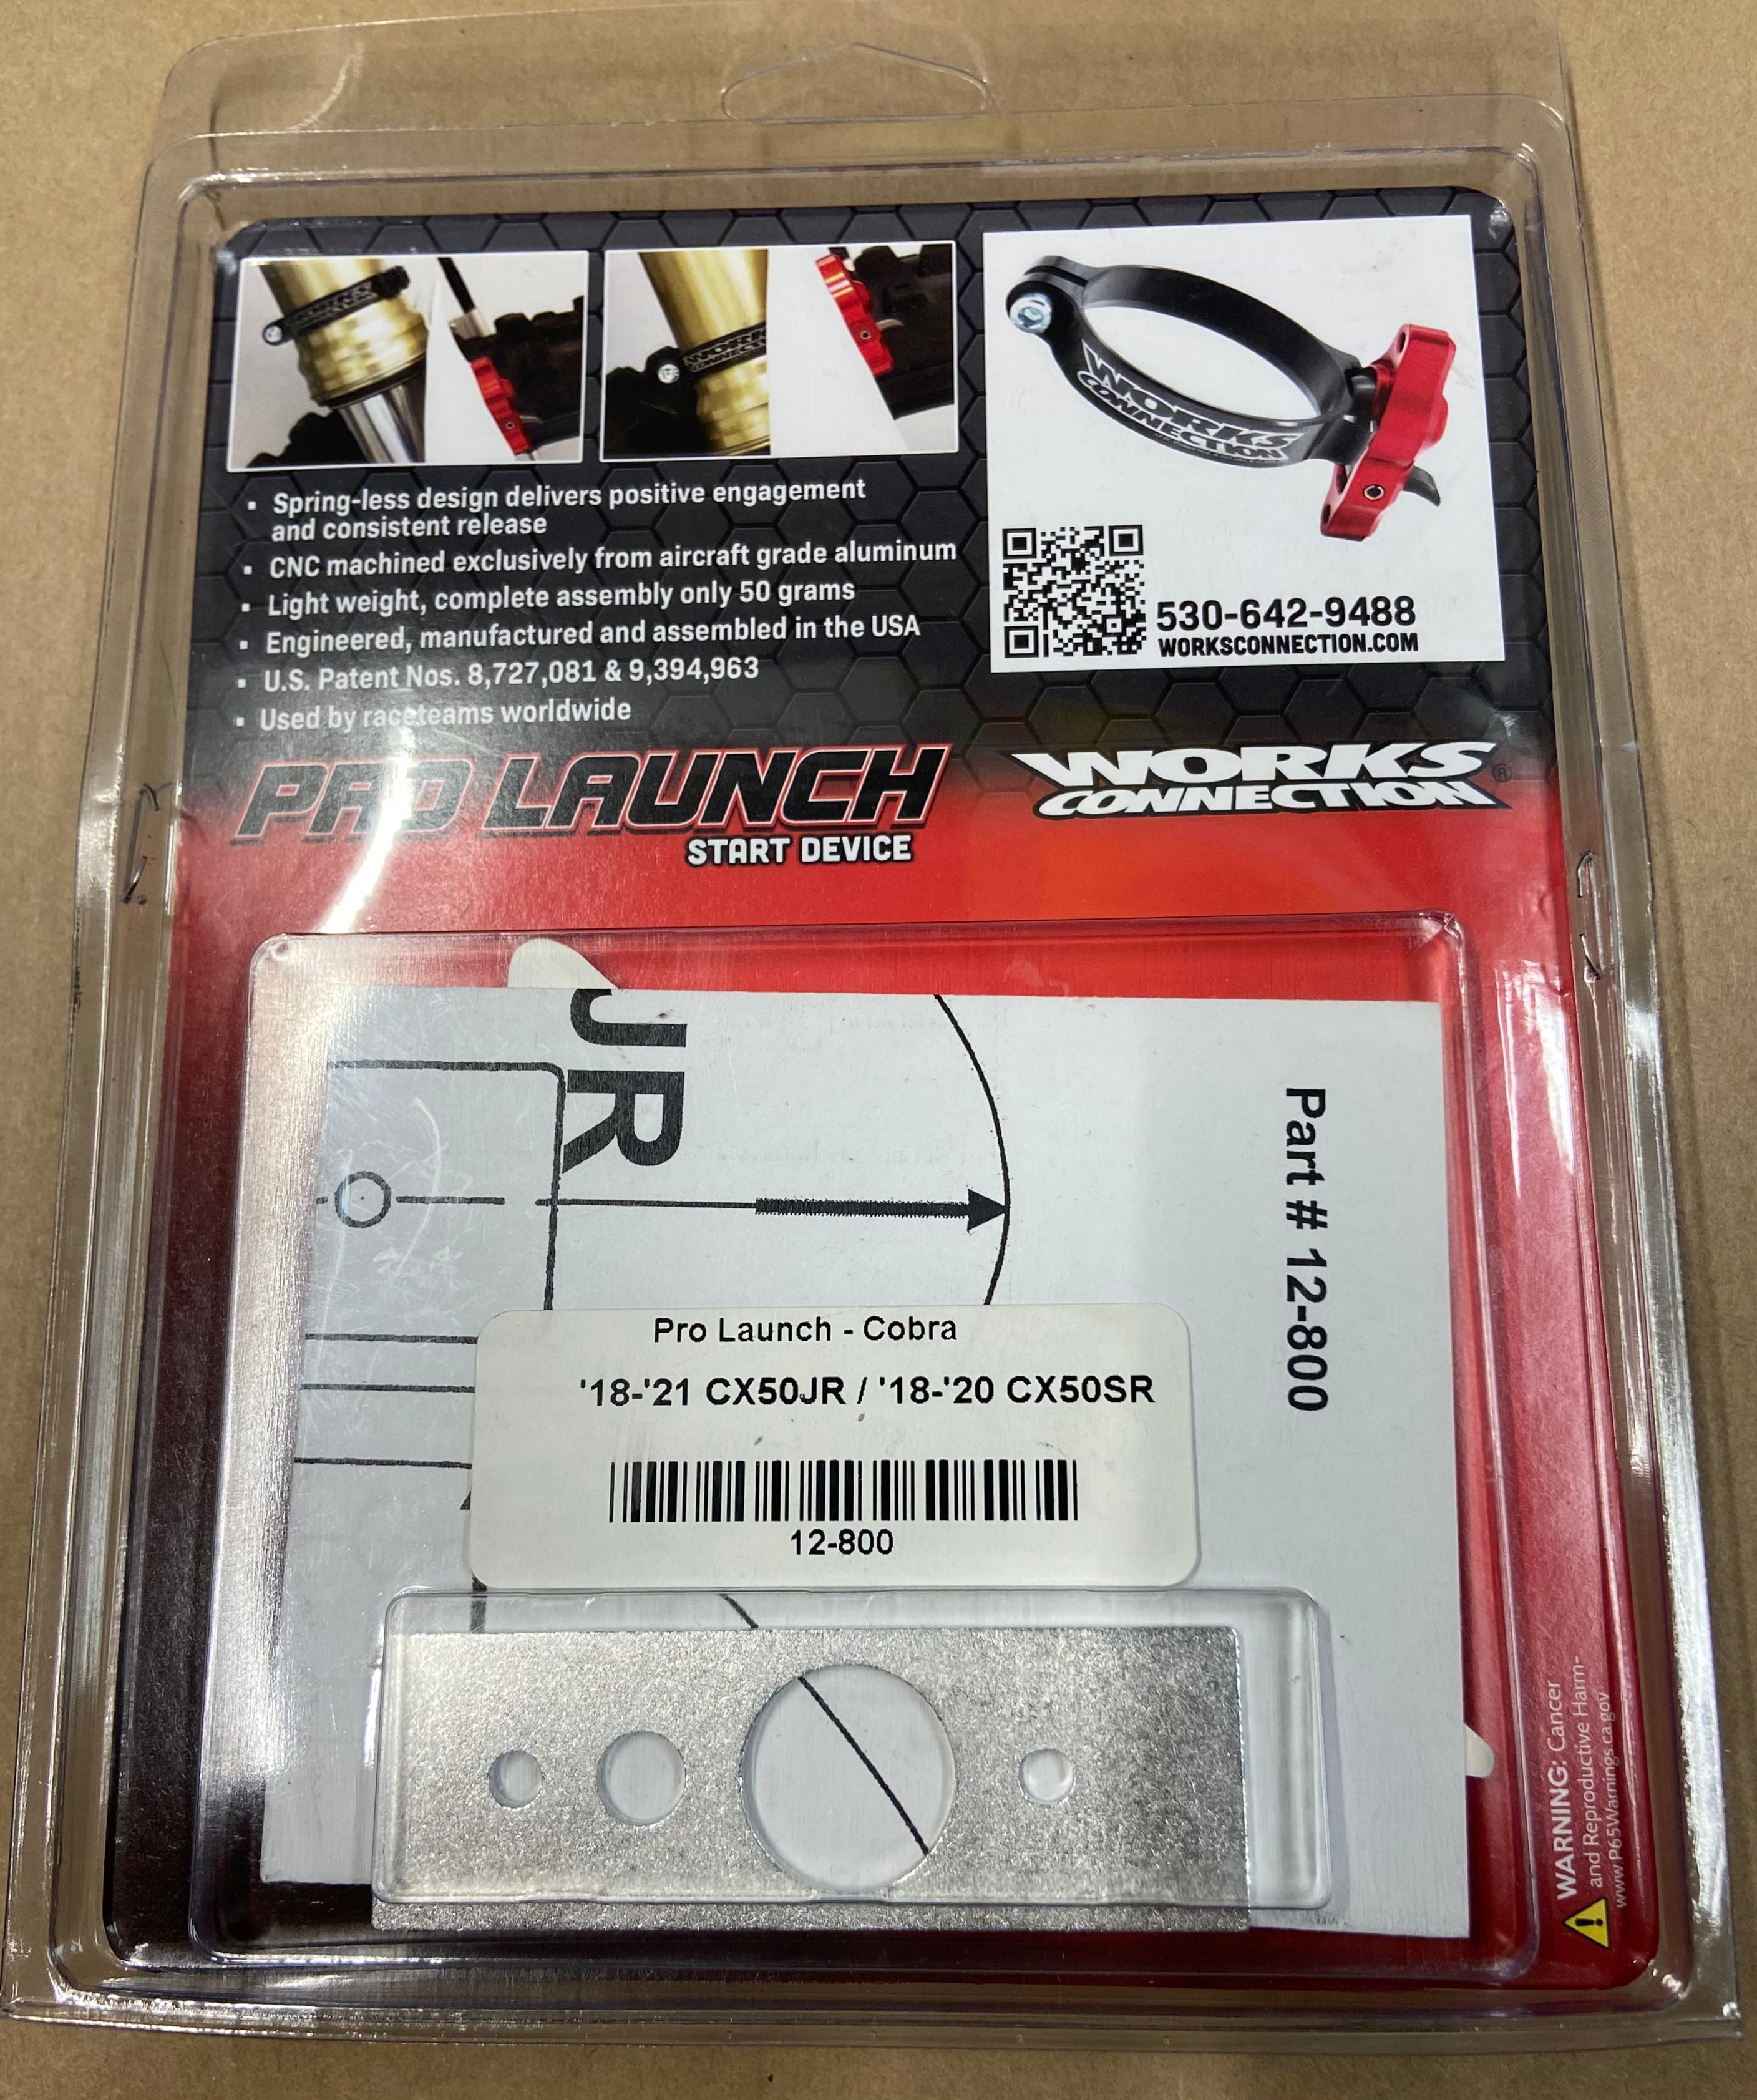 WORKS
CONNECTION
▪ Spring-less design delivers positive engagement
and consistent release
▪ CNC machined exclusively from aircraft grade aluminum
▪ Light weight, complete assembly only 50 grams
▪ Engineered, manufactured and assembled in the USA
▪ U.S. Patent Nos. 8,727,081 & 9,394,963
▪ Used by raceteams worldwide
WORKS
CONNECTION
530-642-9488
WORKSCONNECTION.COM
PRO LAUNCH
START DEVICE
WORKS
CONNECTION®
JR
Part # 12-800
Pro Launch - Cobra
'18-'21 CX50JR / '18-'20 CX50SR
12-800
WARNING: Cancer
and Reproductive Harm-
www.P65Warnings.ca.gov